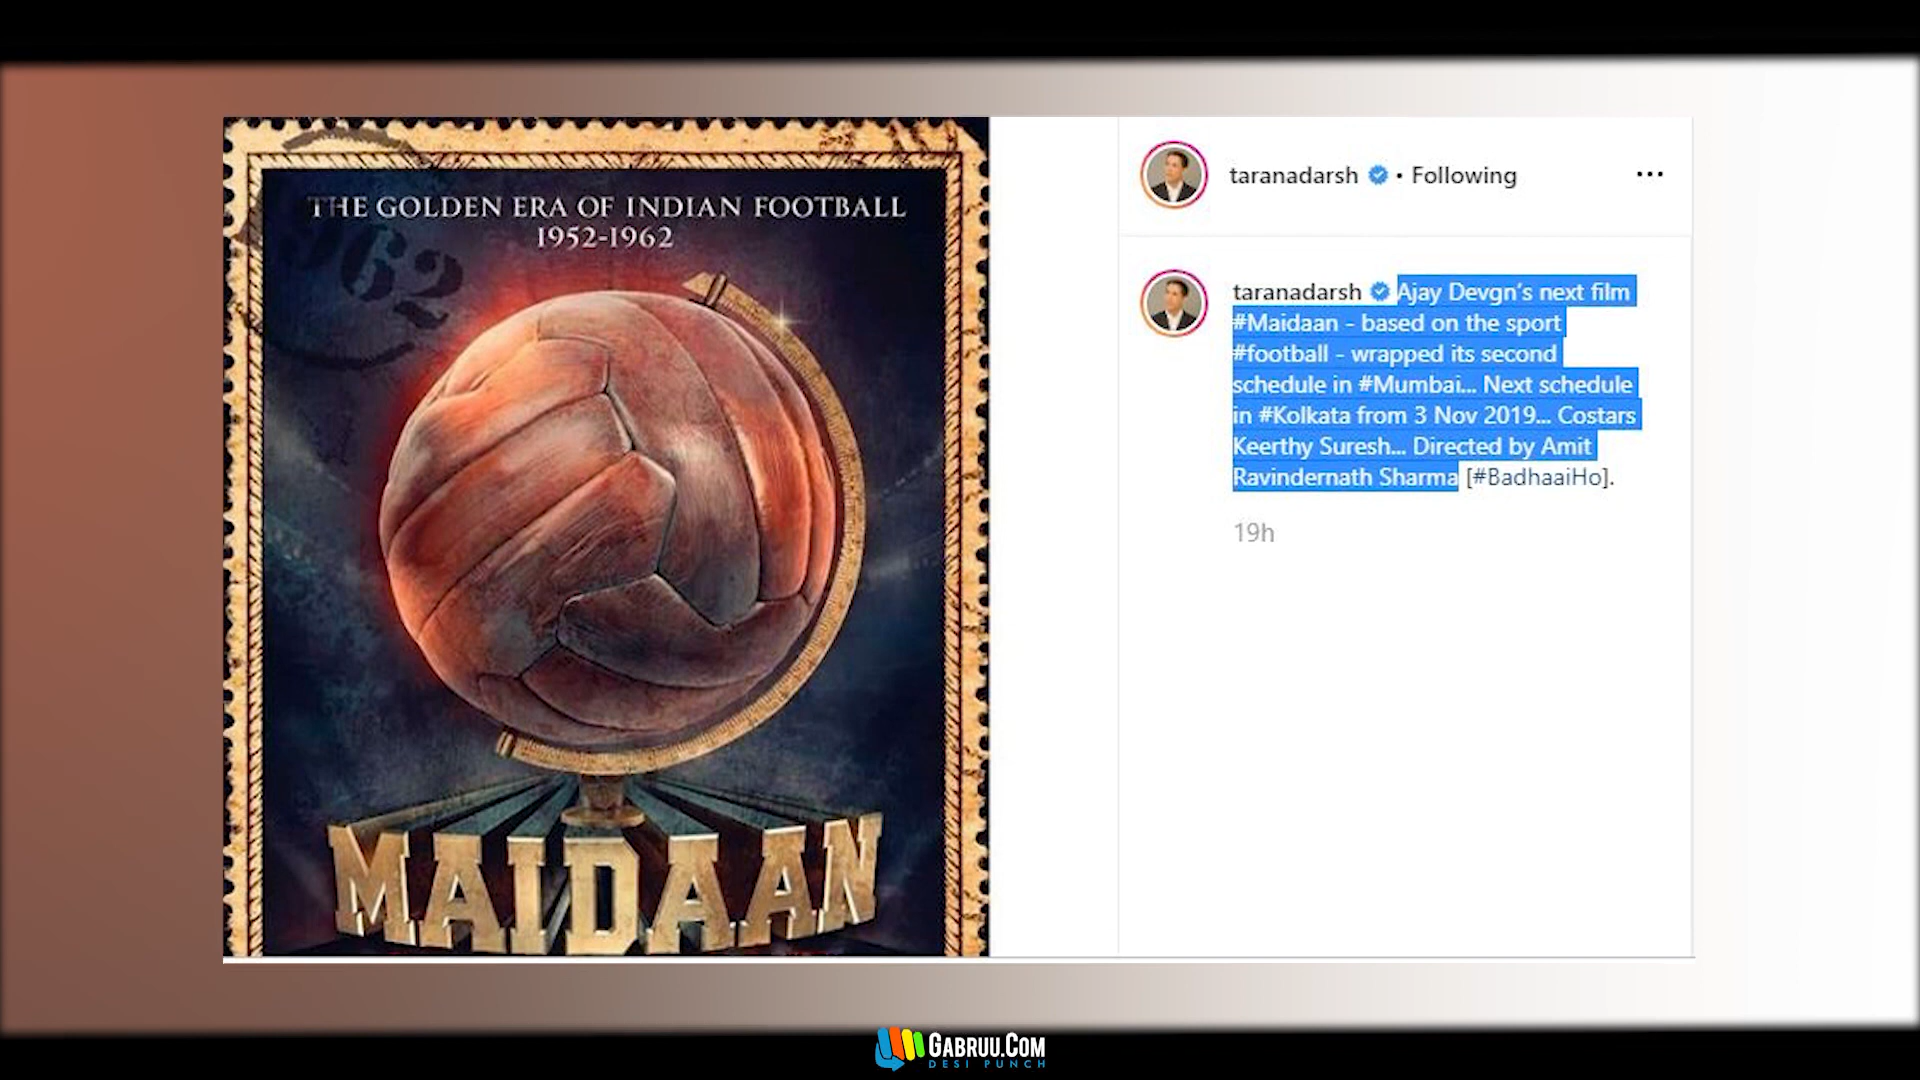 THE GOLDEN ERA OF INDIAN FOOTBALL
1952-1962
1962
MAIDAAN
taranadarsh • Following
taranadarsh Ajay Devgn’s next film
#Maidaan - based on the sport
#football - wrapped its second
schedule in #Mumbai... Next schedule
in #Kolkata from 3 Nov 2019... Costars
Keerthy Suresh... Directed by Amit
Ravindernath Sharma [#BadhaaiHo].
19h
GABRUU.COM
DESI PUNCH